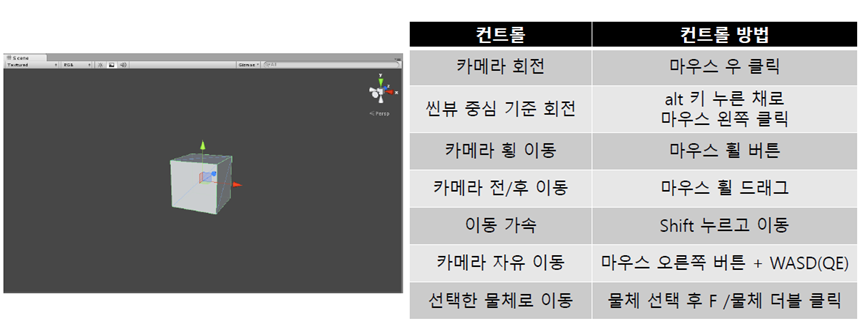 Scene
Textured
RGB
Gizmos
y
x
Persp
컨트롤 컨트롤 방법
카메라 회전 마우스 우 클릭
씬뷰 중심 기준 회전 alt 키 누른 채로
마우스 왼쪽 클릭
카메라 횡 이동 마우스 휠 버튼
카메라 전/후 이동 마우스 휠 드래그
이동 가속 Shift 누르고 이동
카메라 자유 이동 마우스 오른쪽 버튼 + WASD(QE)
선택한 물체로 이동 물체 선택 후 F /물체 더블 클릭